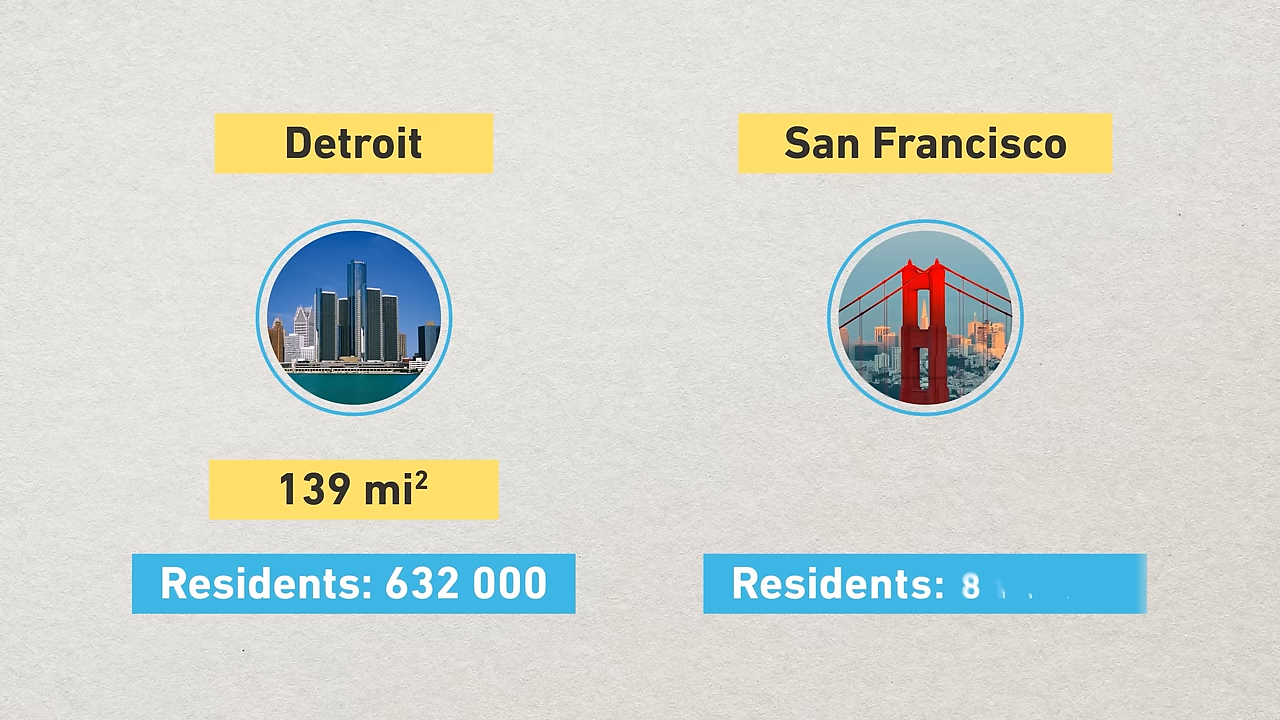 Detroit
San Francisco
139 mi²
Residents: 632 000
Residents: 8